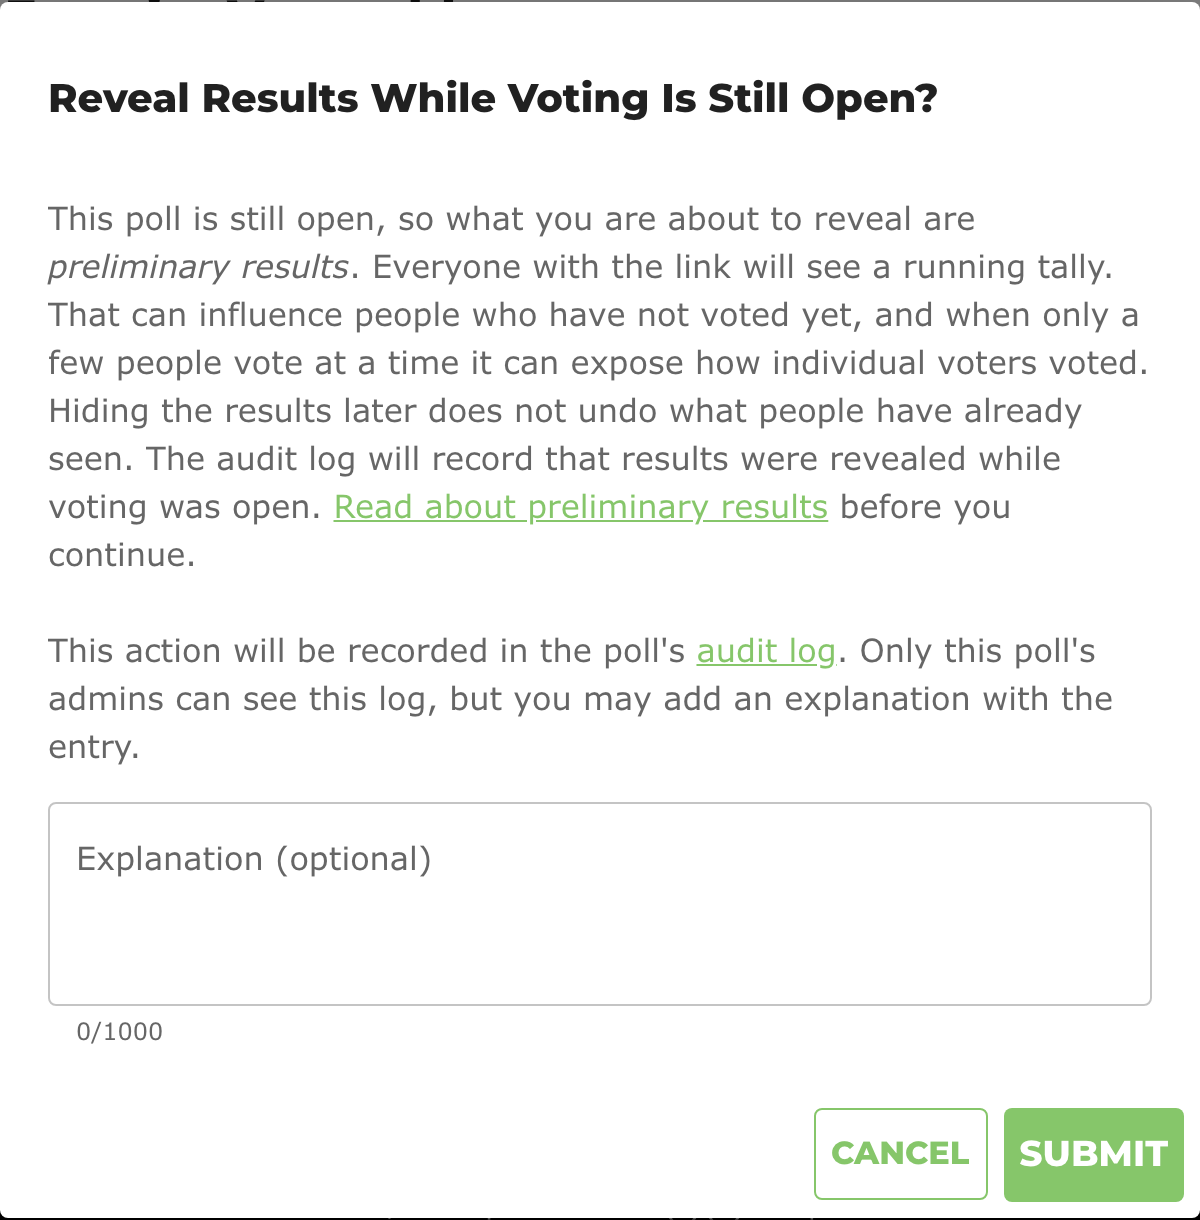 Reveal Results While Voting Is Still Open?
This poll is still open, so what you are about to reveal are
preliminary results. Everyone with the link will see a running tally.
That can influence people who have not voted yet, and when only a
few people vote at a time it can expose how individual voters voted.
Hiding the results later does not undo what people have already
seen. The audit log will record that results were revealed while
voting was open. Read about preliminary results before you
continue.
This action will be recorded in the poll's audit log. Only this poll's
admins can see this log, but you may add an explanation with the
entry.
Explanation (optional)
0/1000
CANCEL
SUBMIT